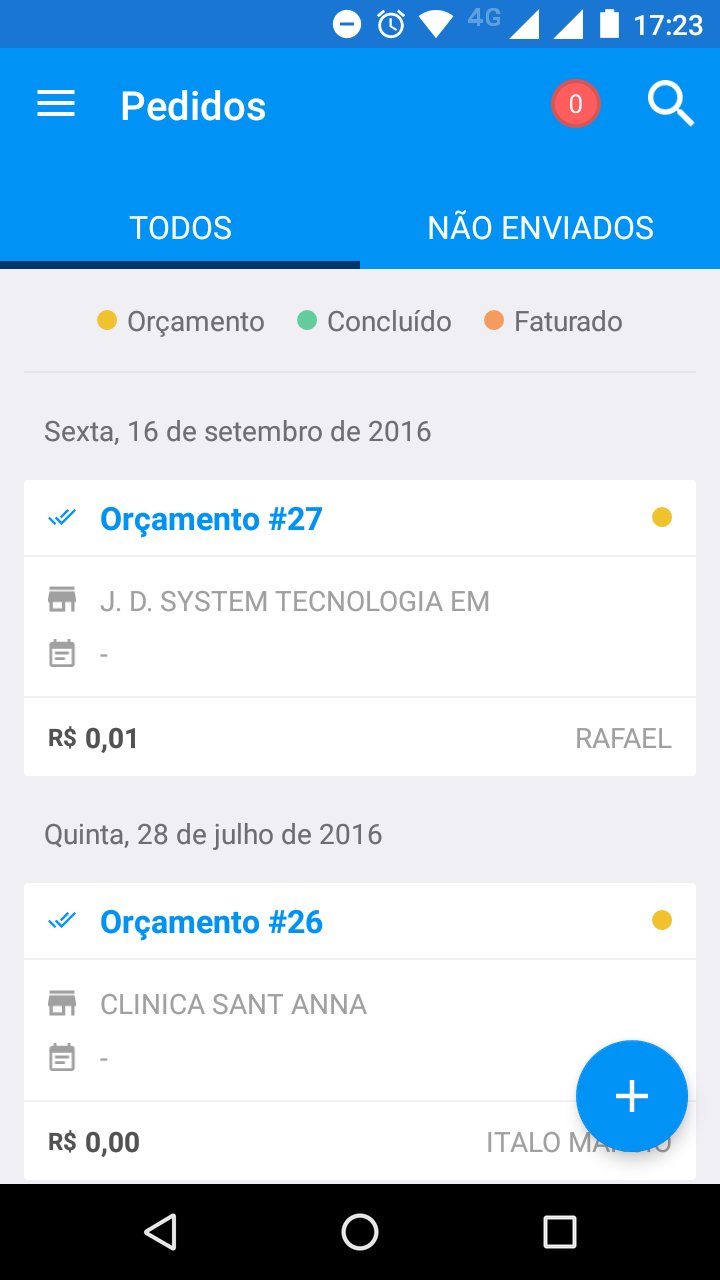 4G 17:23
Pedidos 0
TODOS NÃO ENVIADOS
Orçamento Concluído Faturado
Sexta, 16 de setembro de 2016
Orçamento #27
J. D. SYSTEM TECNOLOGIA EM
-
R$ 0,01 RAFAEL
Quinta, 28 de julho de 2016
Orçamento #26
CLINICA SANT ANNA
-
R$ 0,00 ITALO